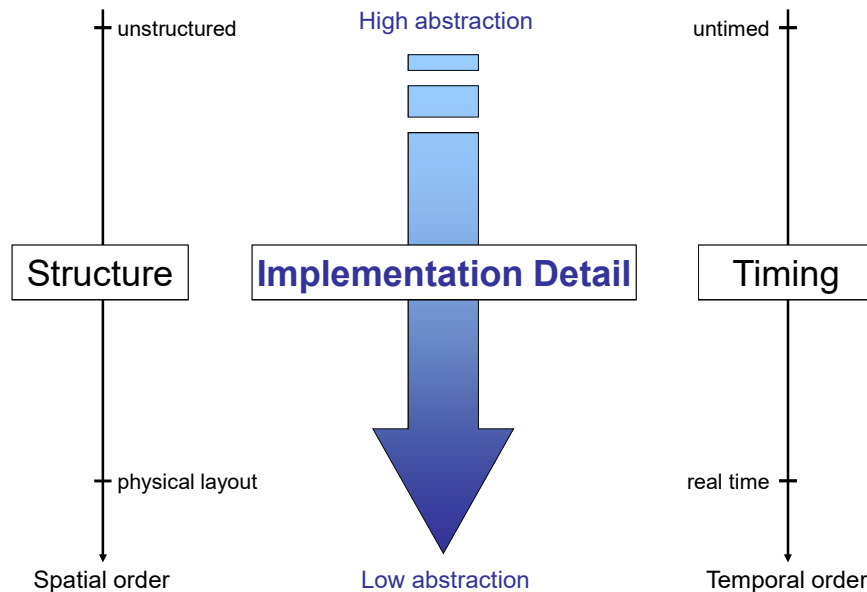 High abstraction
unstructured
untimed
Structure
Implementation Detail
Timing
physical layout
real time
Spatial order
Low abstraction
Temporal order